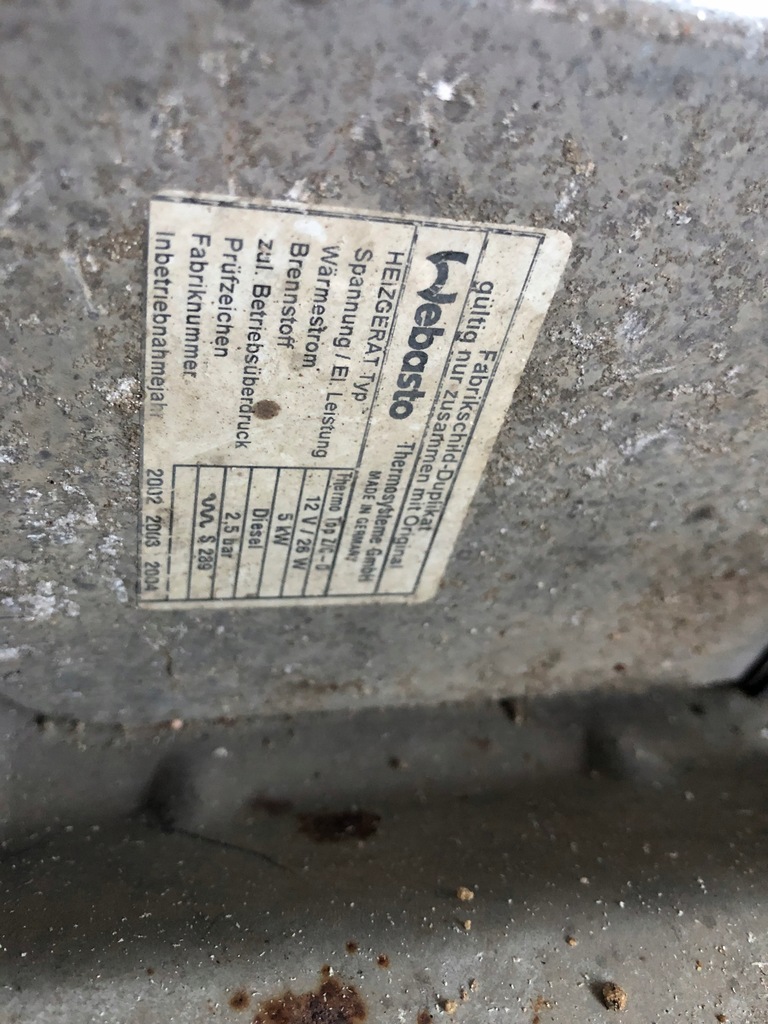 Fabrikschild-Duplikat
gültig nur zusammen mit Original
Webasto Thermosysteme GmbH
MADE IN GERMANY
HEIZGERÄT Typ Thermo Top Z/C-D
Spannung / El. Leistung 12 V / 26 W
Wärmestrom 5 kW
Brennstoff Diesel
zul. Betriebsüberdruck 2,5 bar
Prüfzeichen S 289
Fabriknummer
Inbetriebnahmejahr 2002 2003 2004